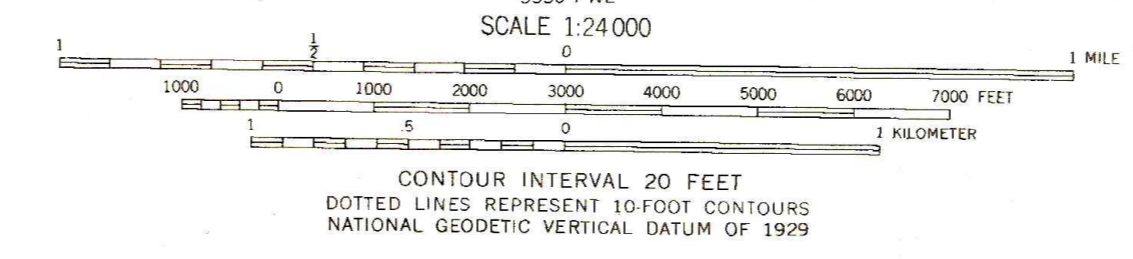 SCALE 1:24 000
1 ½ 0 1 MILE
1000 0 1000 2000 3000 4000 5000 6000 7000 FEET
1 .5 0 1 KILOMETER
CONTOUR INTERVAL 20 FEET
DOTTED LINES REPRESENT 10-FOOT CONTOURS
NATIONAL GEODETIC VERTICAL DATUM OF 1929